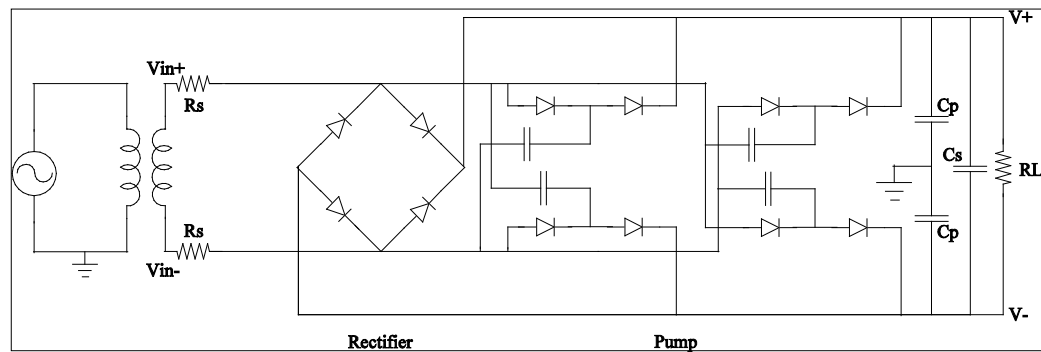 V+
Vin+
Rs
Cp
Cs
RL
Rs
Cp
Vin-
V-
Rectifier
Pump